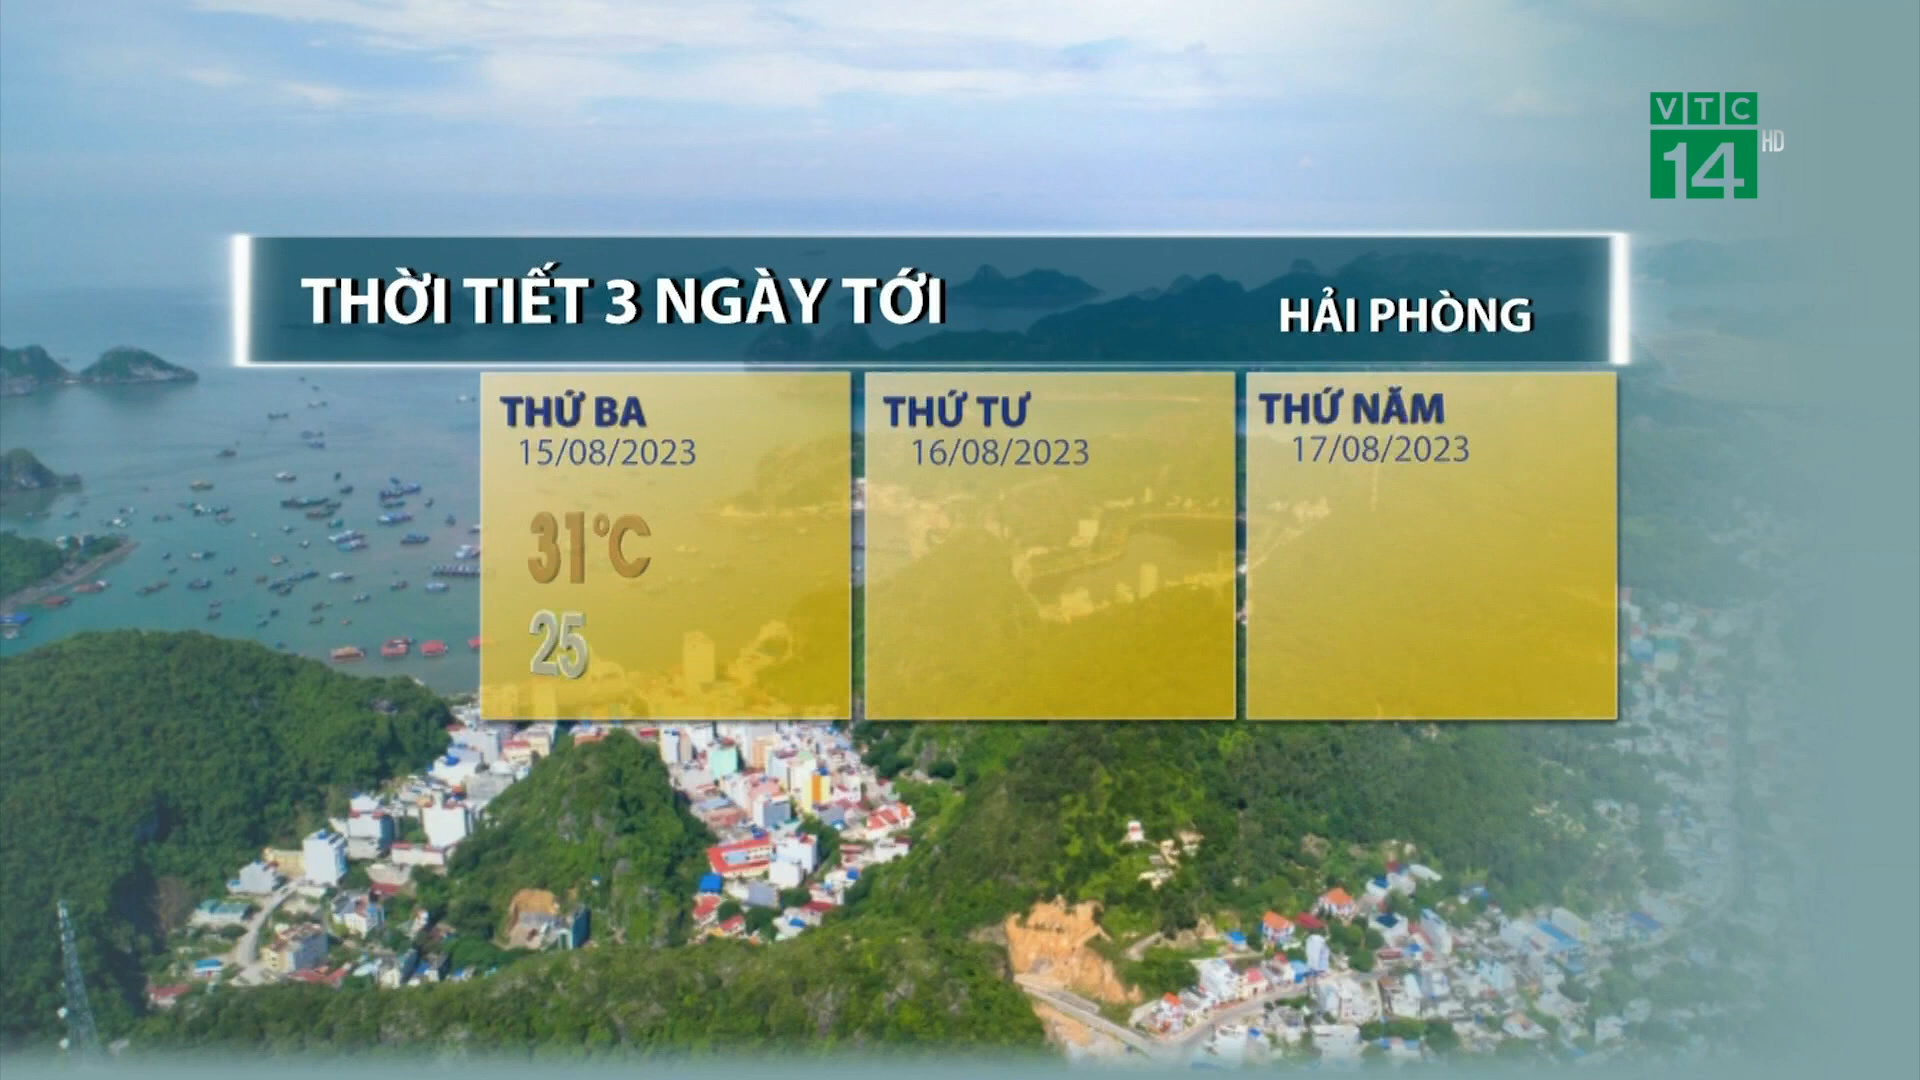 VTC
14 HD
THỜI TIẾT 3 NGÀY TỚI
HẢI PHÒNG
THỨ BA
15/08/2023
31°C
25
THỨ TƯ
16/08/2023
THỨ NĂM
17/08/2023